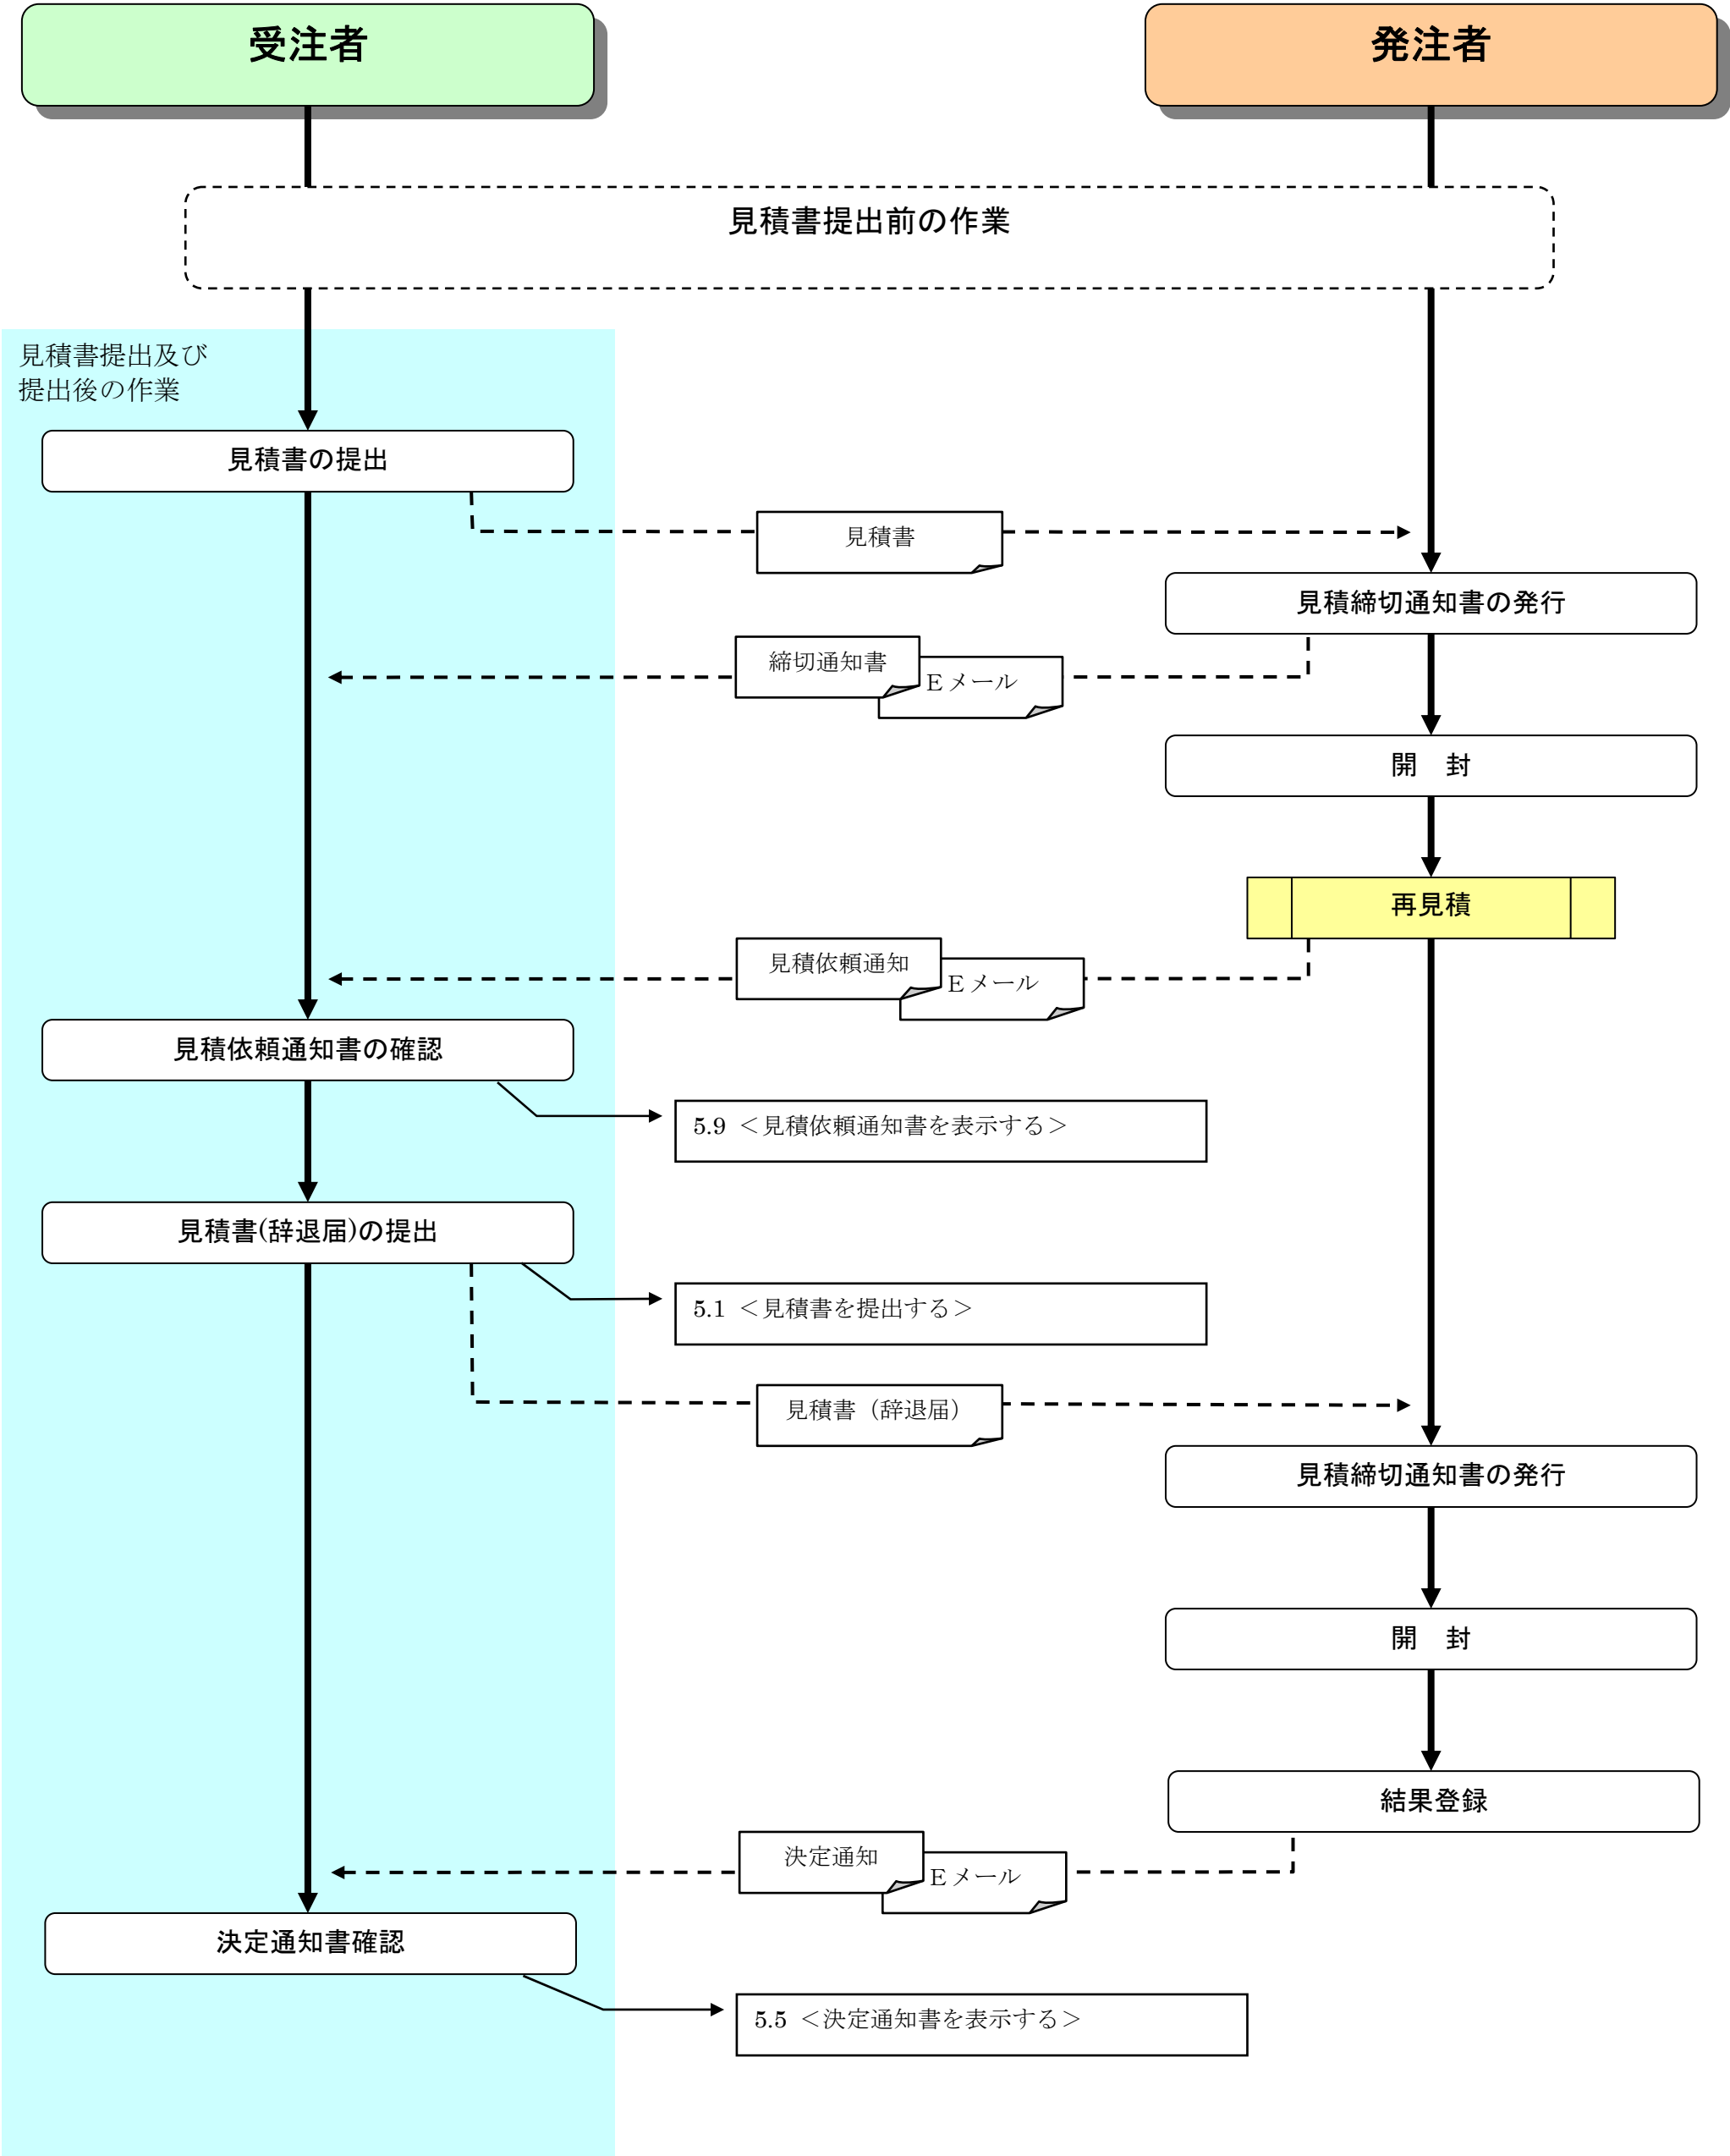 受注者
発注者
見積書提出前の作業
見積書提出及び
提出後の作業
見積書の提出
見積書
見積締切通知書の発行
締切通知書
Ｅメール
開　封
再見積
見積依頼通知
Ｅメール
見積依頼通知書の確認
5.9 ＜見積依頼通知書を表示する＞
見積書(辞退届)の提出
5.1 ＜見積書を提出する＞
見積書（辞退届）
見積締切通知書の発行
開　封
結果登録
決定通知
Ｅメール
決定通知書確認
5.5 ＜決定通知書を表示する＞